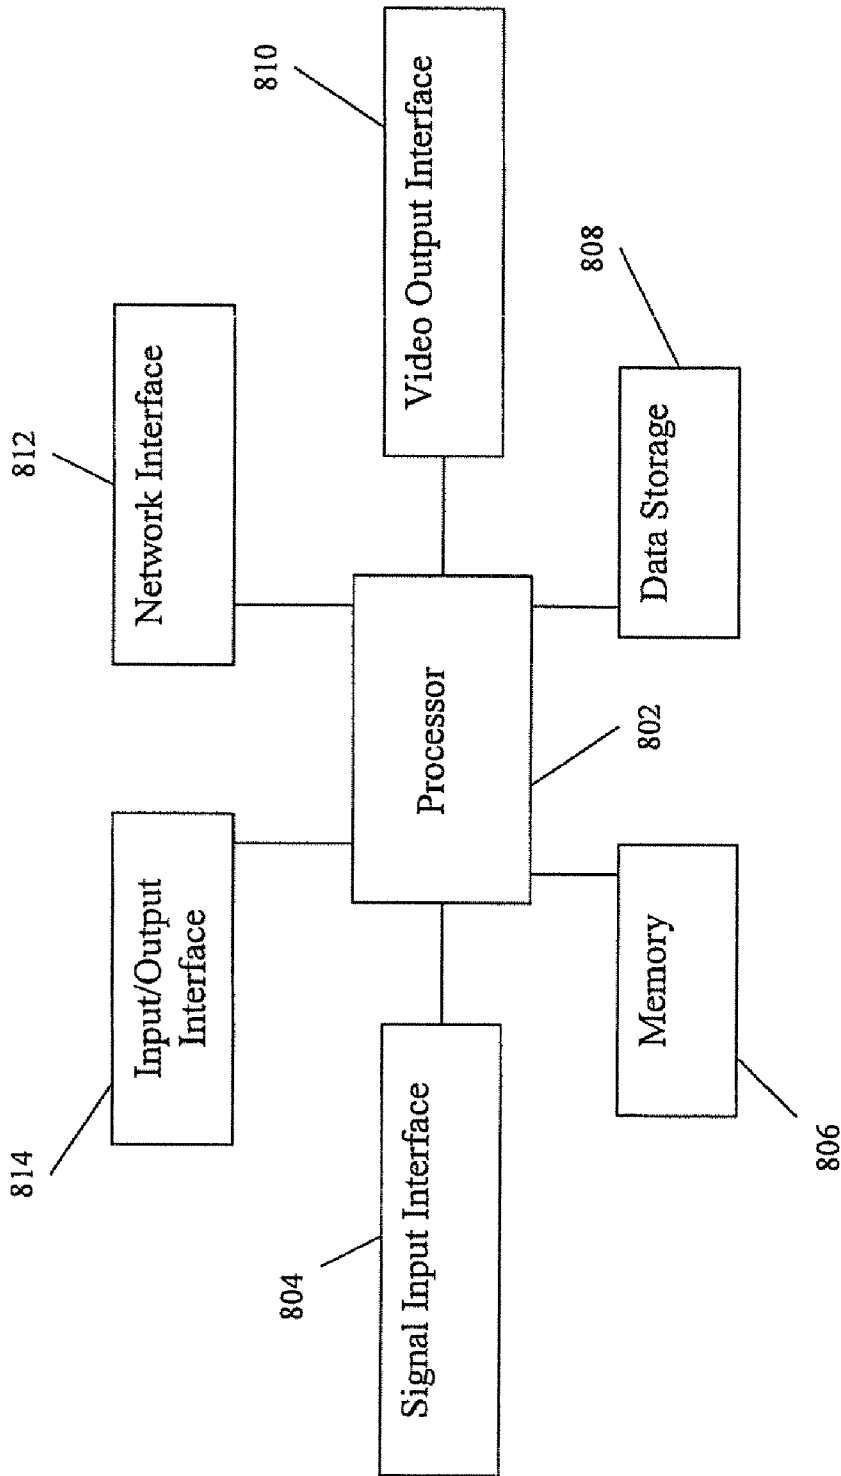 814
812
Input/Output
Interface
Network Interface
804
810
Signal Input Interface
Processor
Video Output Interface
802
808
Memory
Data Storage
806